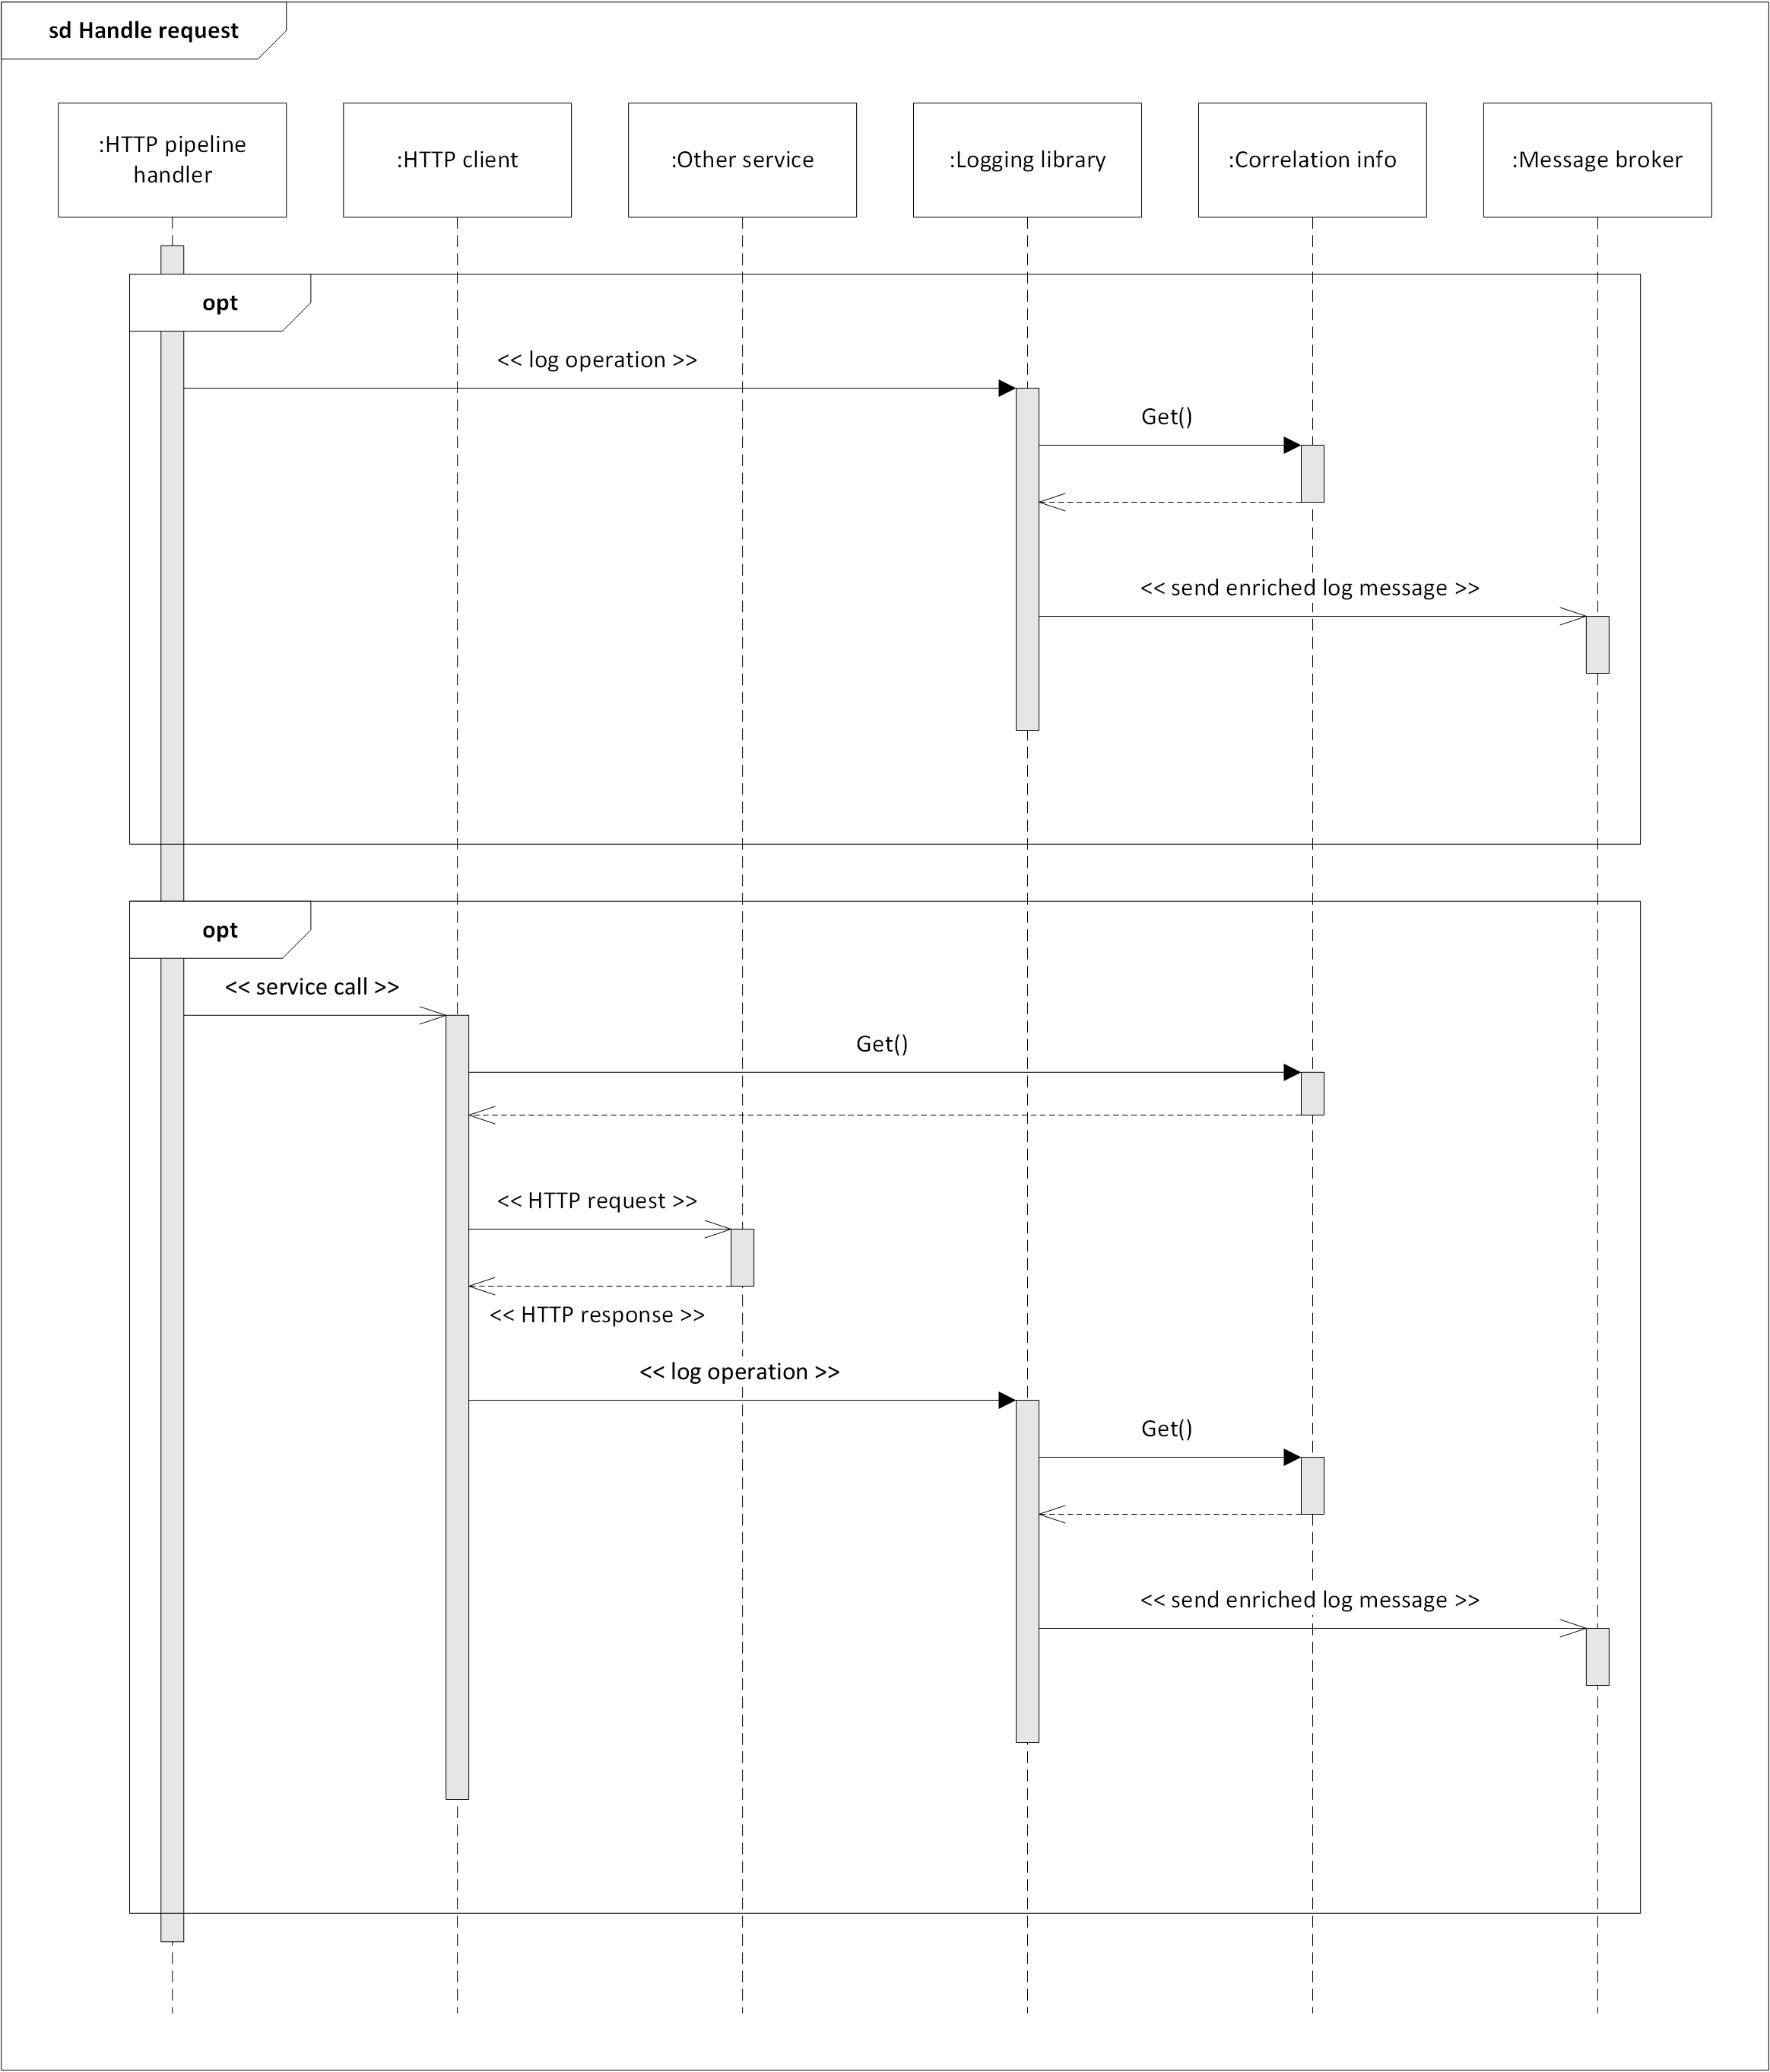 sd Handle request
:HTTP pipeline
handler
:HTTP client
:Other service
:Logging library
:Correlation info
:Message broker
opt
<< log operation >>
Get()
<< send enriched log message >>
opt
<< service call >>
Get()
<< HTTP request >>
<< HTTP response >>
<< log operation >>
Get()
<< send enriched log message >>